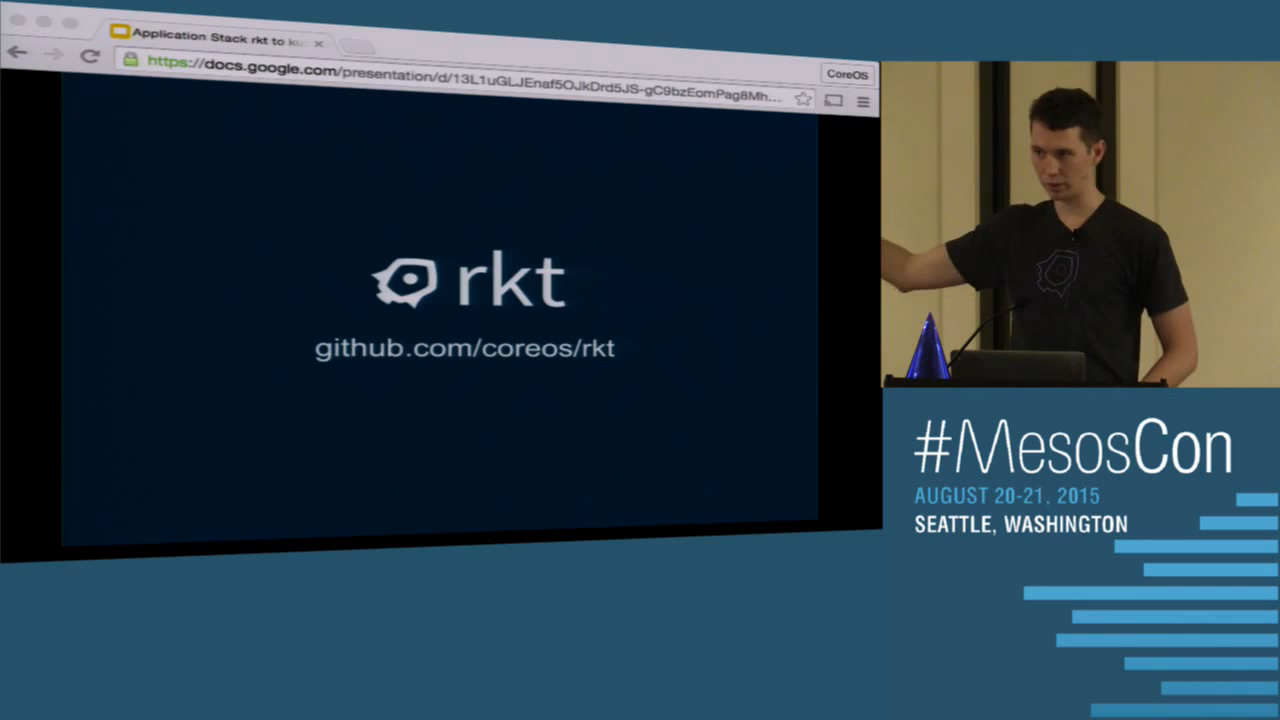 Application Stack rkt to
https://docs.google.com/presentation/d/13L1uGLJEnaf5OJkDrd5JS-gC9bzEomPag8Mh...
CoreOS
rkt
github.com/coreos/rkt
#MesosCon
AUGUST 20-21, 2015
SEATTLE, WASHINGTON